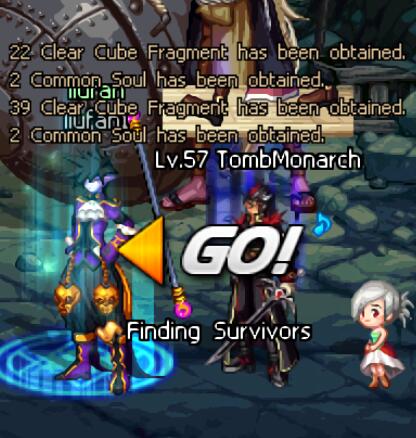 22 Clear Cube Fragment has been obtained.
2 Common Soul has been obtained.
39 Clear Cube Fragment has been obtained.
2 Common Soul has been obtained.
Lv.57 TombMonarch
GO!
Finding Survivors